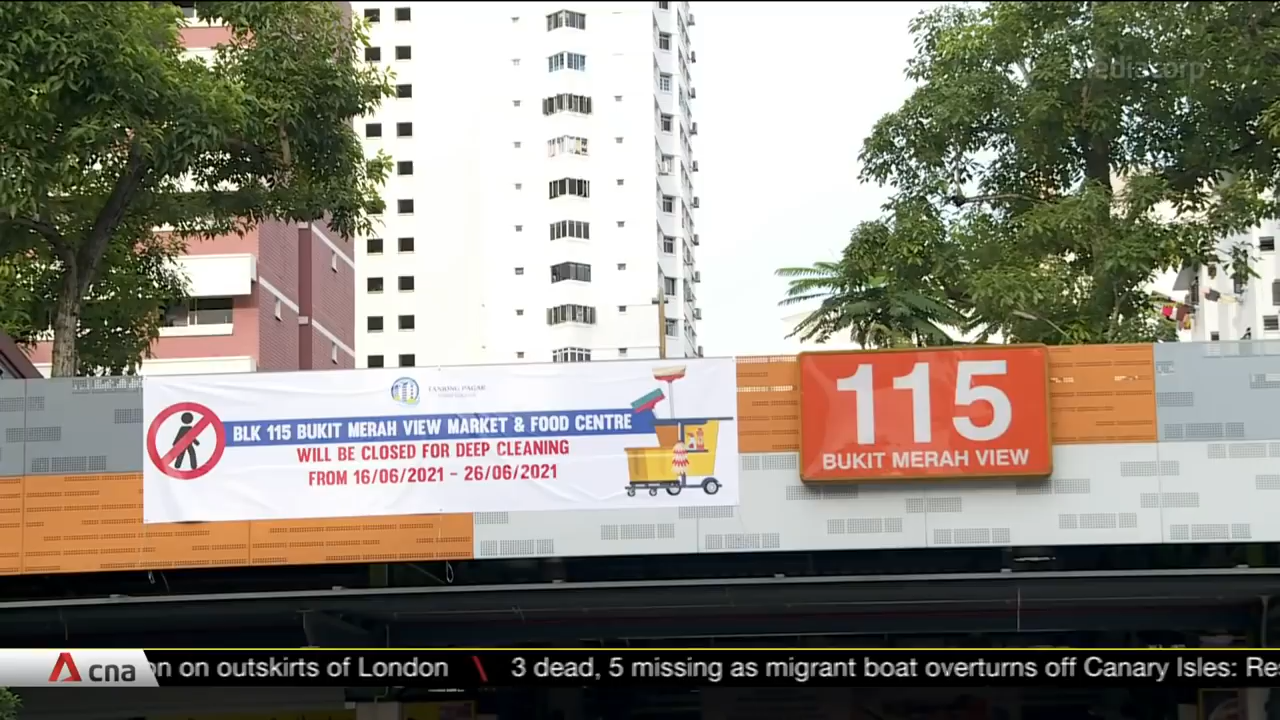 mediacorp
TANJONG PAGAR
BLK 115 BUKIT MERAH VIEW MARKET & FOOD CENTRE
WILL BE CLOSED FOR DEEP CLEANING
FROM 16/06/2021 - 26/06/2021
115
BUKIT MERAH VIEW
cna
on on outskirts of London \ 3 dead, 5 missing as migrant boat overturns off Canary Isles: Re